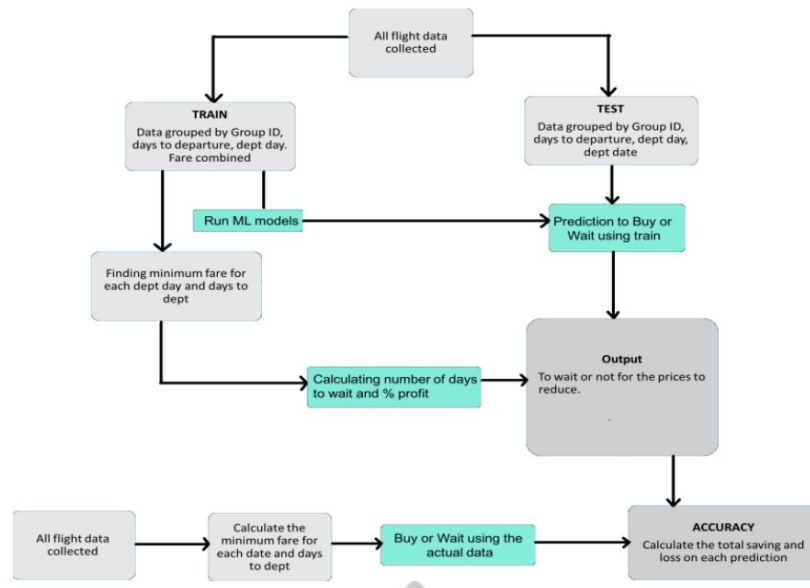 All flight data
collected
TRAIN
Data grouped by Group ID,
days to departure, dept day.
Fare combined
TEST
Data grouped by Group ID,
days to departure, dept day,
dept date
Run ML models
Prediction to Buy or
Wait using train
Finding minimum fare for
each dept day and days to
dept
Output
To wait or not for the prices to
reduce.
Calculating number of days
to wait and % profit
All flight data
collected
Calculate the
minimum fare for
each date and days
to dept
Buy or Wait using the
actual data
ACCURACY
Calculate the total saving and
loss on each prediction